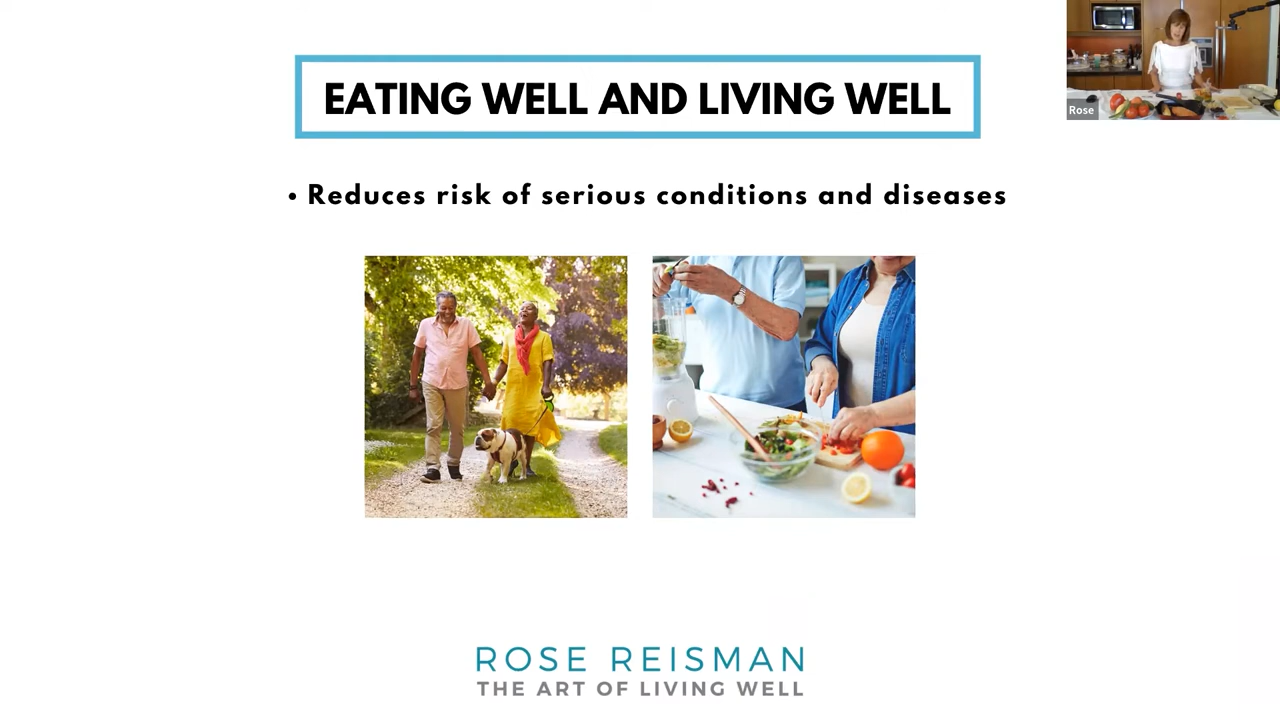 EATING WELL AND LIVING WELL
Rose
• Reduces risk of serious conditions and diseases
ROSE REISMAN
THE ART OF LIVING WELL